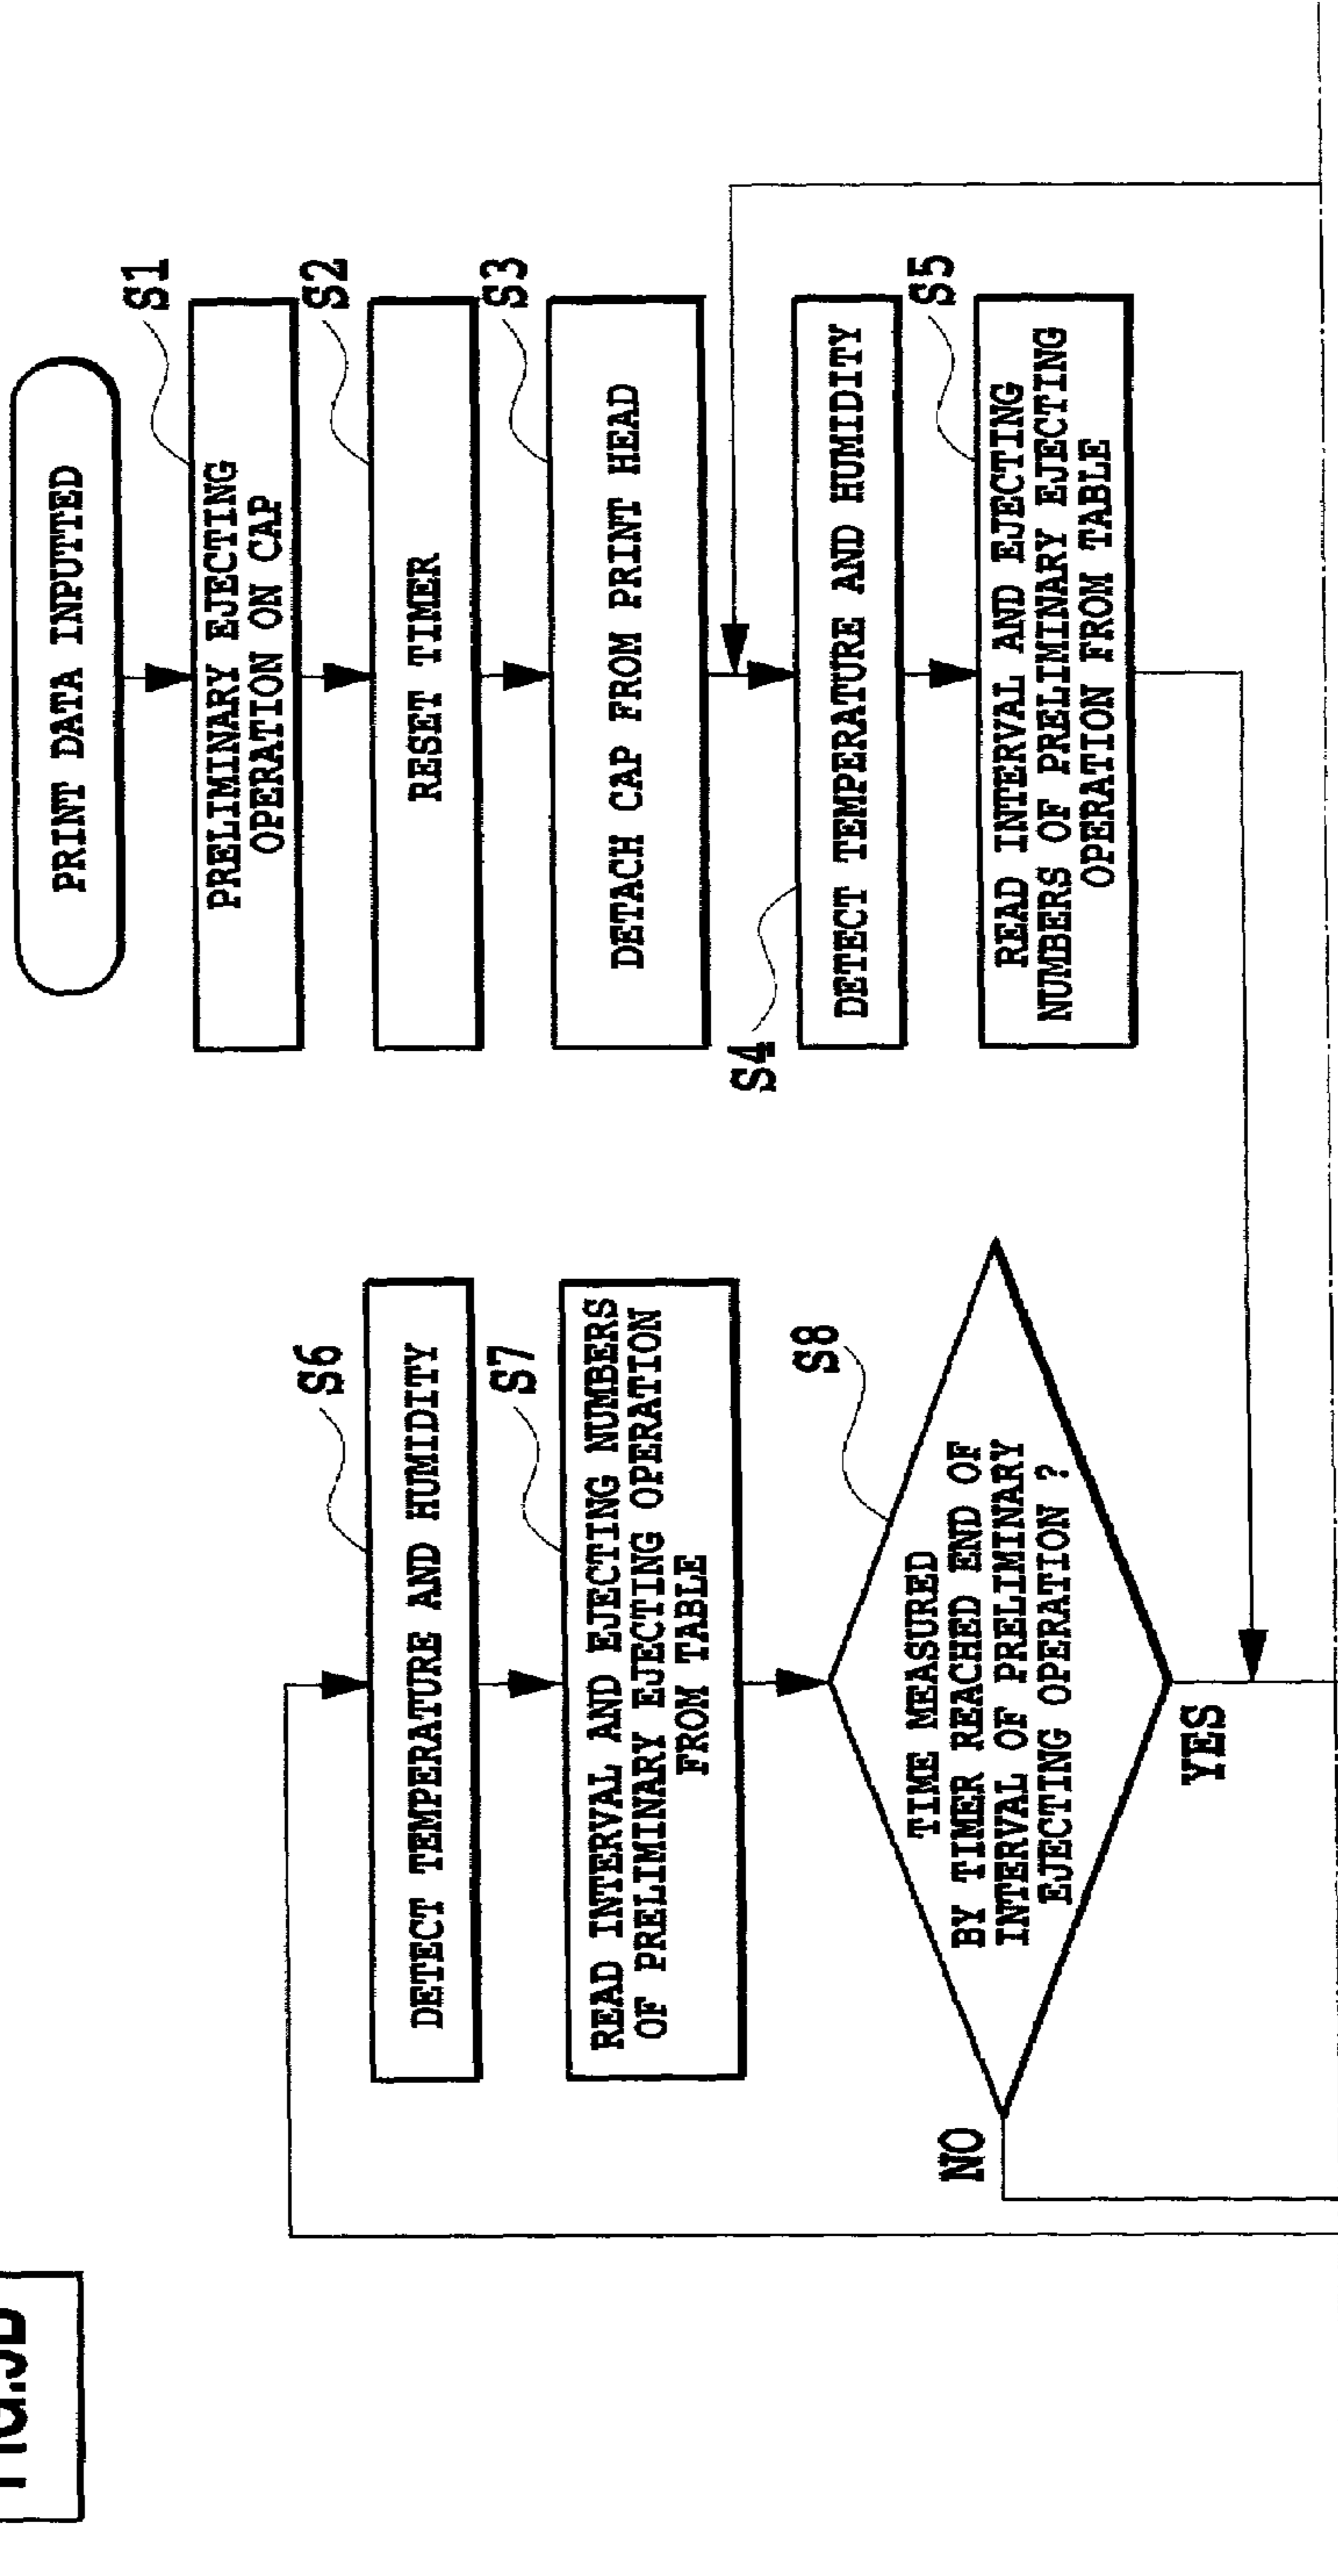 PRINT DATA INPUTTED
S1
PRELIMINARY EJECTING
OPERATION ON CAP
S2
RESET TIMER
S3
DETACH CAP FROM PRINT HEAD
S4
DETECT TEMPERATURE AND HUMIDITY
S5
READ INTERVAL AND EJECTING
NUMBERS OF PRELIMINARY EJECTING
OPERATION FROM TABLE
S6
DETECT TEMPERATURE AND HUMIDITY
S7
READ INTERVAL AND EJECTING NUMBERS
OF PRELIMINARY EJECTING OPERATION
FROM TABLE
S8
TIME MEASURED
BY TIMER REACHED END OF
INTERVAL OF PRELIMINARY
EJECTING OPERATION ?
NO
YES